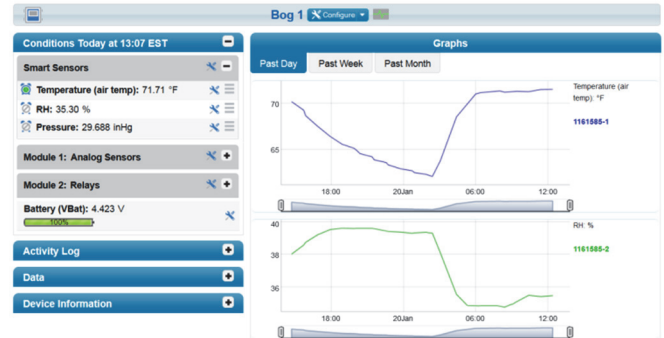 Bog 1 Configure
Conditions Today at 13:07 EST
Smart Sensors
Temperature (air temp): 71.71 °F
RH: 35.30 %
Pressure: 29.688 inHg
Module 1: Analog Sensors
Module 2: Relays
Battery (VBat): 4.423 V
100%
Activity Log
Data
Device Information
Graphs
Past Day Past Week Past Month
70
65
18:00 20Jan 06:00 12:00
Temperature (air
temp): °F
1161585-1
40
38
36
18:00 20Jan 06:00 12:00
RH: %
1161585-2